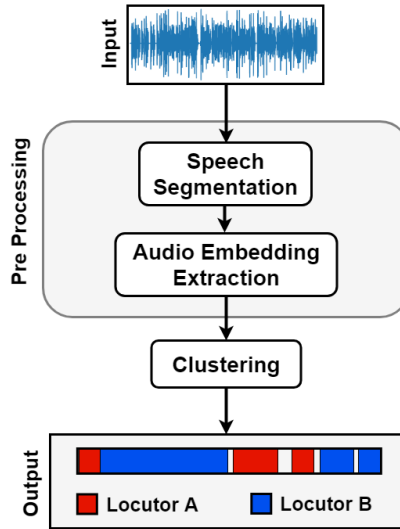 Input
Pre Processing
Speech
Segmentation
Audio Embedding
Extraction
Clustering
Output
Locutor A
Locutor B